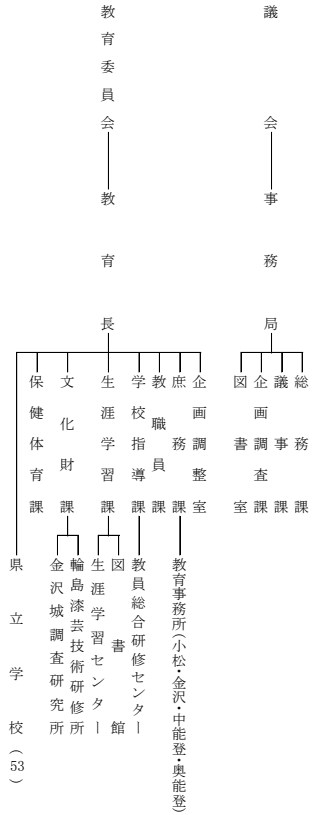 議会
事務局
総務課
議事課
企画調査課
図書室
教育委員会
教育長
企画調整室
庶務課
教育事務所(小松・金沢・中能登・奥能登)
教職員課
学校指導課
教員総合研修センター
生涯学習課
図書館
生涯学習センター
文化財課
輪島漆芸技術研修所
金沢城調査研究所
保健体育課
県立学校(53)